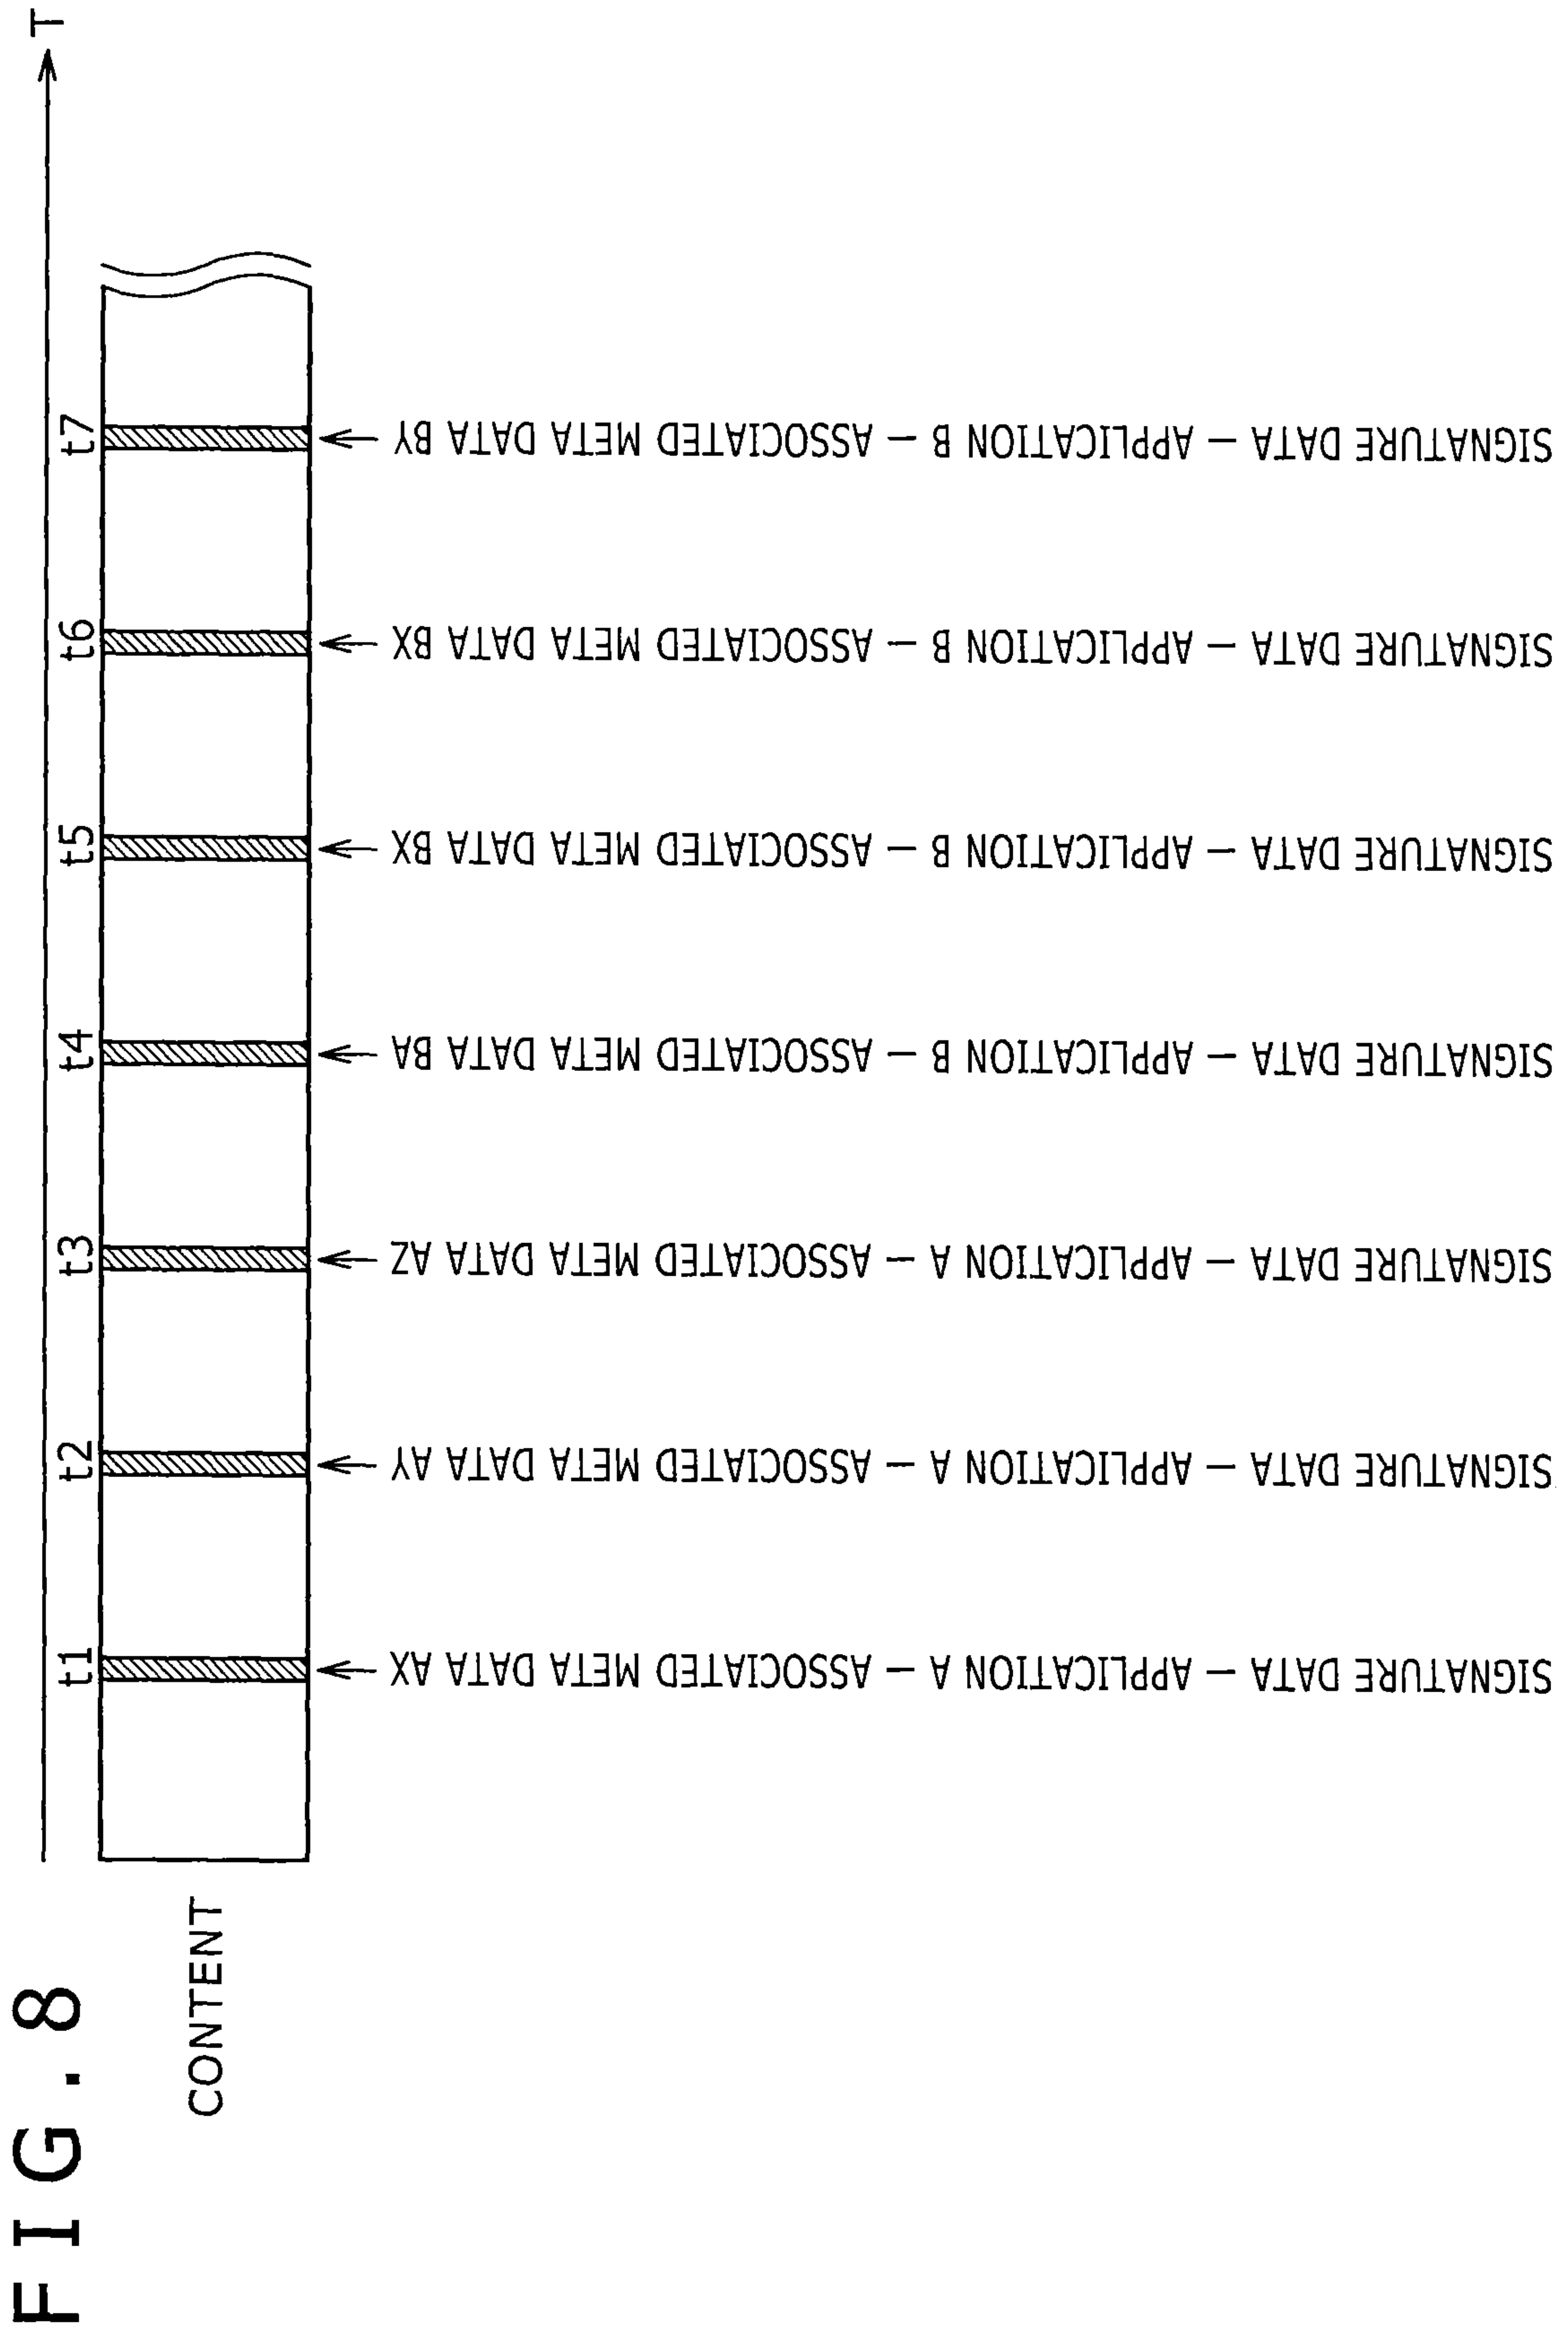 FIG. 8
T
t1 t2 t3 t4 t5 t6 t7
CONTENT
SIGNATURE DATA — APPLICATION A — ASSOCIATED META DATA AX
SIGNATURE DATA — APPLICATION A — ASSOCIATED META DATA AY
SIGNATURE DATA — APPLICATION A — ASSOCIATED META DATA AZ
SIGNATURE DATA — APPLICATION B — ASSOCIATED META DATA BA
SIGNATURE DATA — APPLICATION B — ASSOCIATED META DATA BX
SIGNATURE DATA — APPLICATION B — ASSOCIATED META DATA BX
SIGNATURE DATA — APPLICATION B — ASSOCIATED META DATA BY